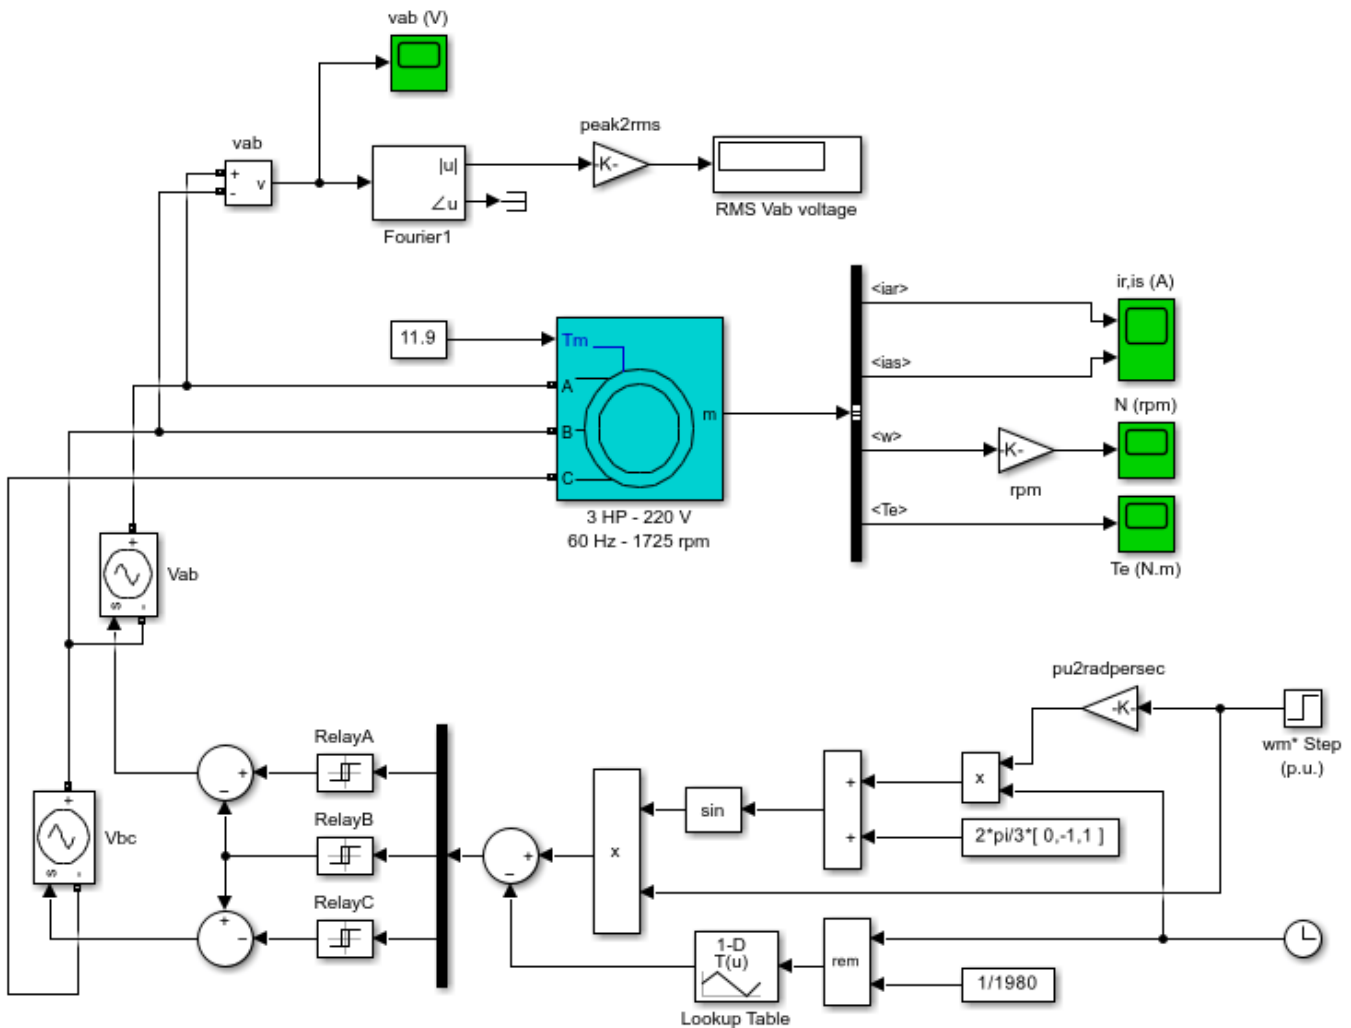 vab (V)
peak2rms
vab
+
-
v
|u|
∠u
-K-
RMS Vab voltage
Fourier1
<iar>
ir,is (A)
11.9
Tm
<ias>
A
N (rpm)
m
B
<w>
-K-
C
rpm
3 HP - 220 V
60 Hz - 1725 rpm
<Te>
Te (N.m)
+
Vab
s
-
pu2radpersec
-K-
wm* Step
(p.u.)
RelayA
+
-
x
+
sin
+
Vbc
+
s
-
RelayB
x
+
-
2*pi/3*[ 0,-1,1 ]
RelayC
+
-
1-D
T(u)
rem
1/1980
Lookup Table